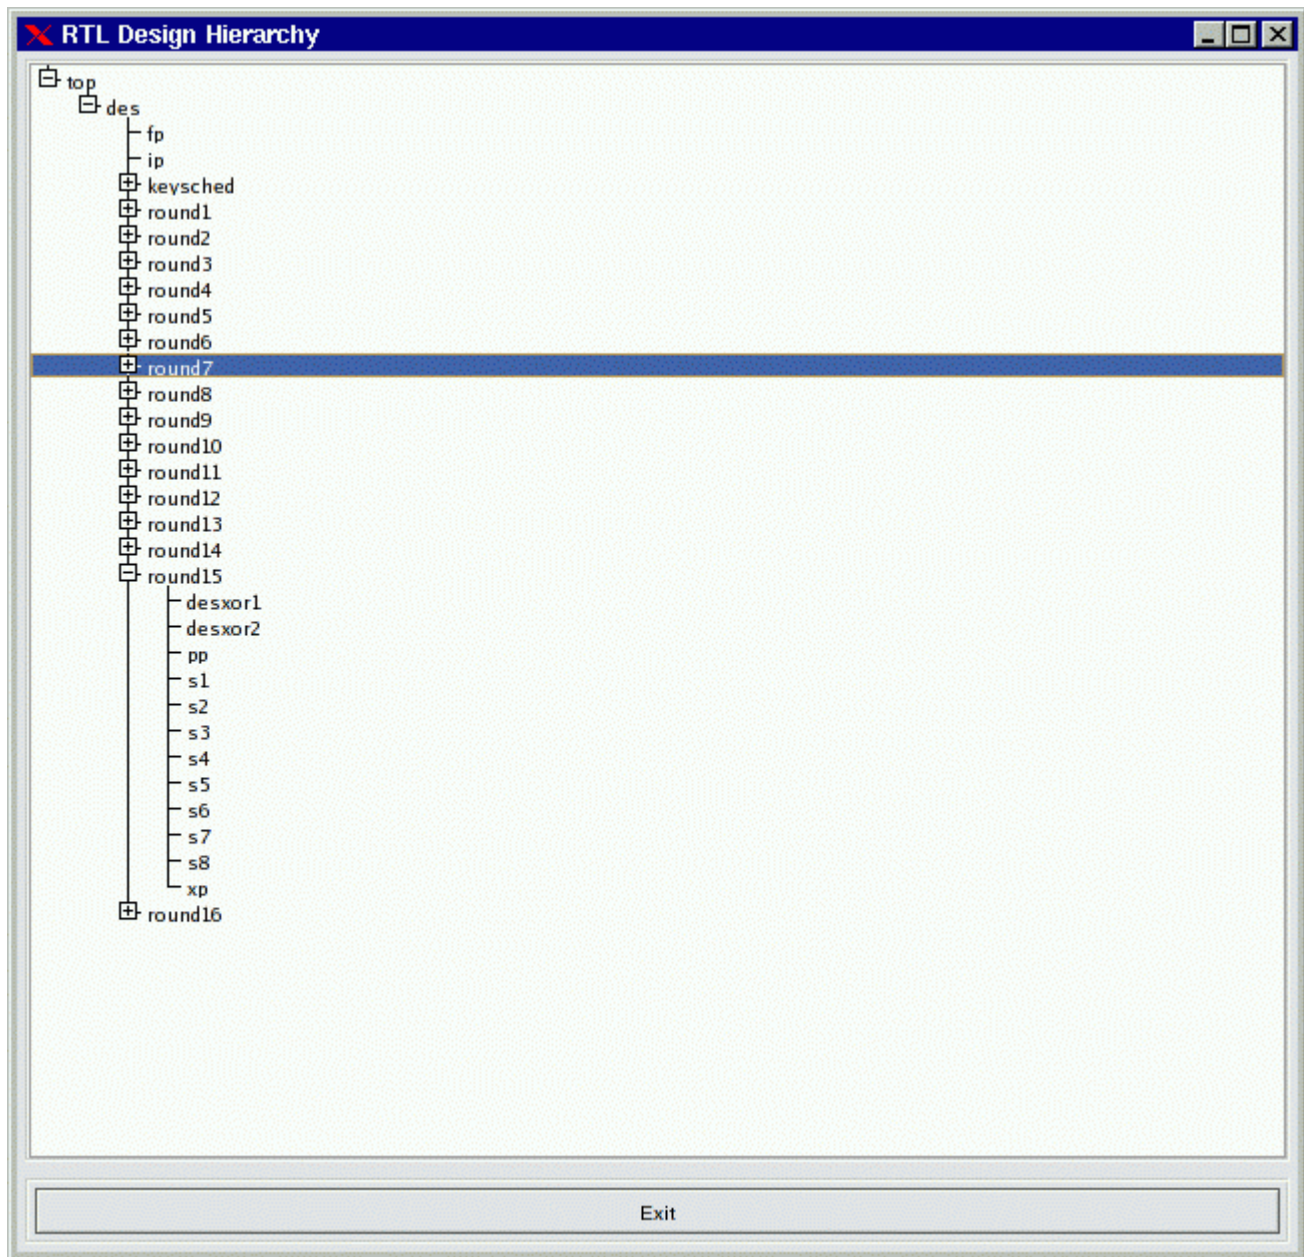 RTL Design Hierarchy
top
des
fp
ip
keysched
round1
round2
round3
round4
round5
round6
round7
round8
round9
round10
round11
round12
round13
round14
round15
desxor1
desxor2
pp
s1
s2
s3
s4
s5
s6
s7
s8
xp
round16
Exit